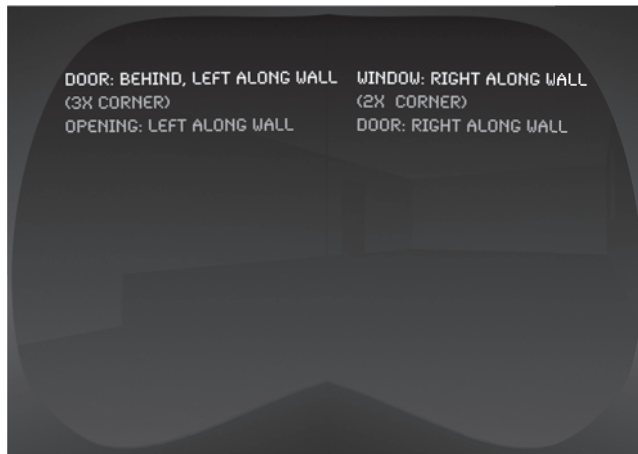 DOOR: BEHIND, LEFT ALONG WALL
(3X CORNER)
OPENING: LEFT ALONG WALL
WINDOW: RIGHT ALONG WALL
(2X CORNER)
DOOR: RIGHT ALONG WALL